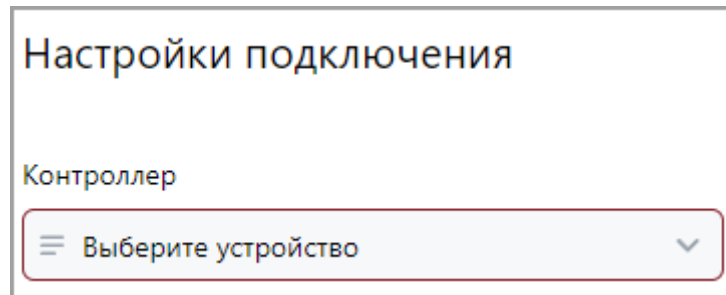 Настройки подключения
Контроллер
Выберите устройство